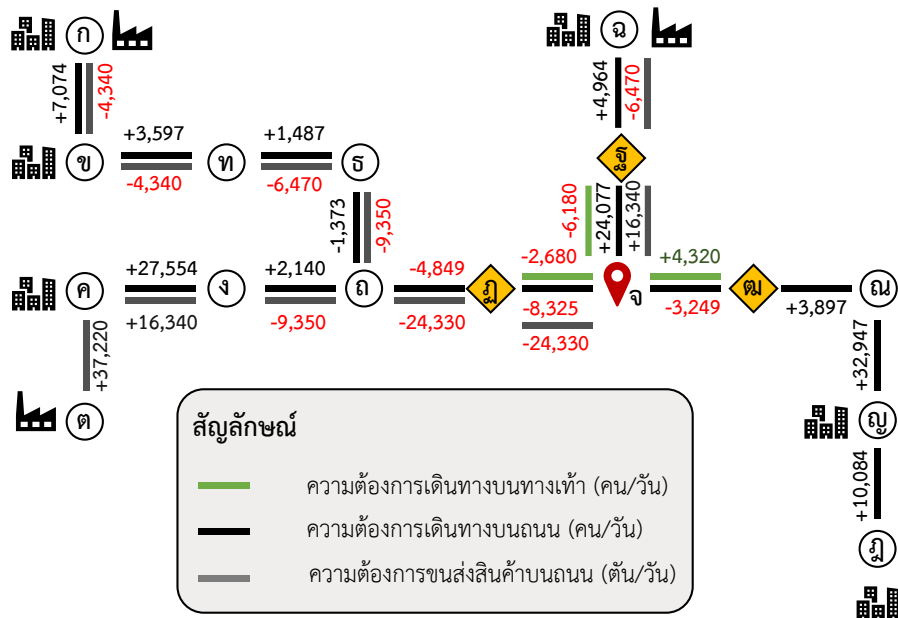 ก
ฉ
+7,074
-4,340
+4,964
-6,470
ข
+3,597
-4,340
ท
+1,487
-6,470
ธ
ฐ
-1,373
-9,350
-6,180
+24,077
+16,340
ค
+27,554
+16,340
ง
+2,140
-9,350
ถ
-4,849
-24,330
ฏ
-2,680
-8,325
-24,330
จ
+4,320
-3,249
ฒ
+3,897
ณ
+37,220
+32,947
ต
ญ
+10,084
ฎ
สัญลักษณ์
ความต้องการเดินทางบนทางเท้า (คน/วัน)
ความต้องการเดินทางบนถนน (คน/วัน)
ความต้องการขนส่งสินค้าบนถนน (ตัน/วัน)